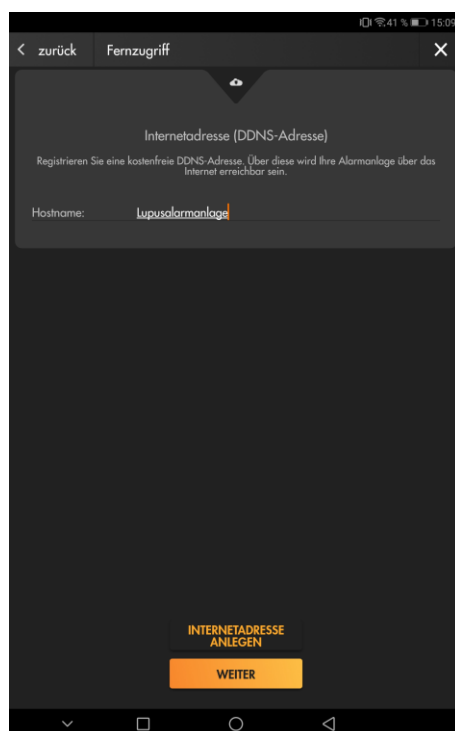 41 % 15:09
zurück Fernzugriff
Internetadresse (DDNS-Adresse)
Registrieren Sie eine kostenfreie DDNS-Adresse. Über diese wird Ihre Alarmanlage über das
Internet erreichbar sein.
Hostname: Lupusalarmanlage
INTERNETADRESSE
ANLEGEN
WEITER